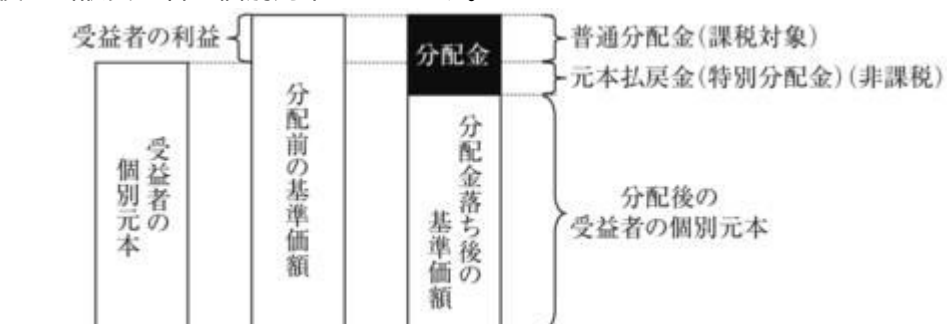 受益者の利益
分配金
普通分配金(課税対象)
元本払戻金(特別分配金)(非課税)
受益者の
個別元本
分配前の基準価額
分配金落ち後の
基準価額
分配後の
受益者の個別元本